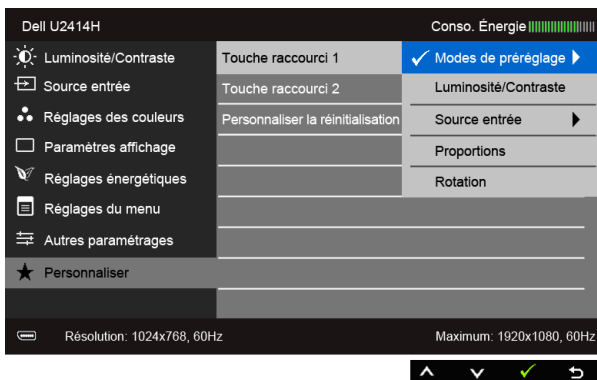 Dell U2414H Conso. Énergie
Luminosité/Contraste Touche raccourci 1 Modes de préréglage
Source entrée Touche raccourci 2 Luminosité/Contraste
Réglages des couleurs Personnaliser la réinitialisation Source entrée
Paramètres affichage Proportions
Réglages énergétiques Rotation
Réglages du menu
Autres paramétrages
Personnaliser
Résolution: 1024x768, 60Hz Maximum: 1920x1080, 60Hz